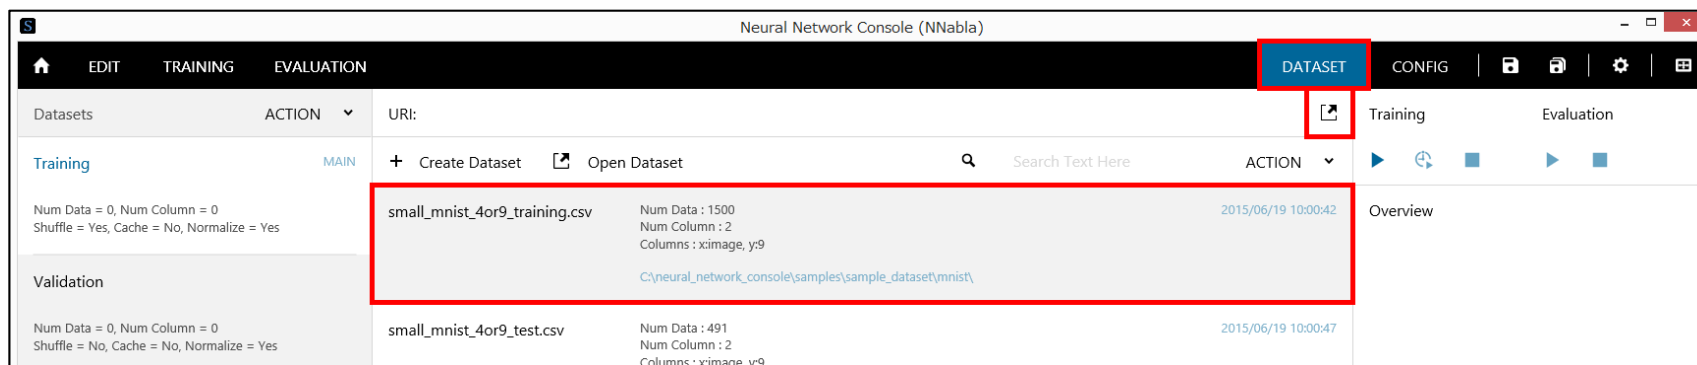 Neural Network Console (NNabla)
EDIT TRAINING EVALUATION DATASET CONFIG
Datasets ACTION
URI:
Training Evaluation
Training MAIN
+ Create Dataset Open Dataset Search Text Here ACTION
Num Data = 0, Num Column = 0
Shuffle = Yes, Cache = No, Normalize = Yes
small_mnist_4or9_training.csv
Num Data : 1500
Num Column : 2
Columns : x:image, y:9
C:\neural_network_console\samples\sample_dataset\mnist\
2015/06/19 10:00:42
Overview
Validation
Num Data = 0, Num Column = 0
Shuffle = No, Cache = No, Normalize = Yes
small_mnist_4or9_test.csv
Num Data : 491
Num Column : 2
Columns : x:image, y:9
2015/06/19 10:00:47